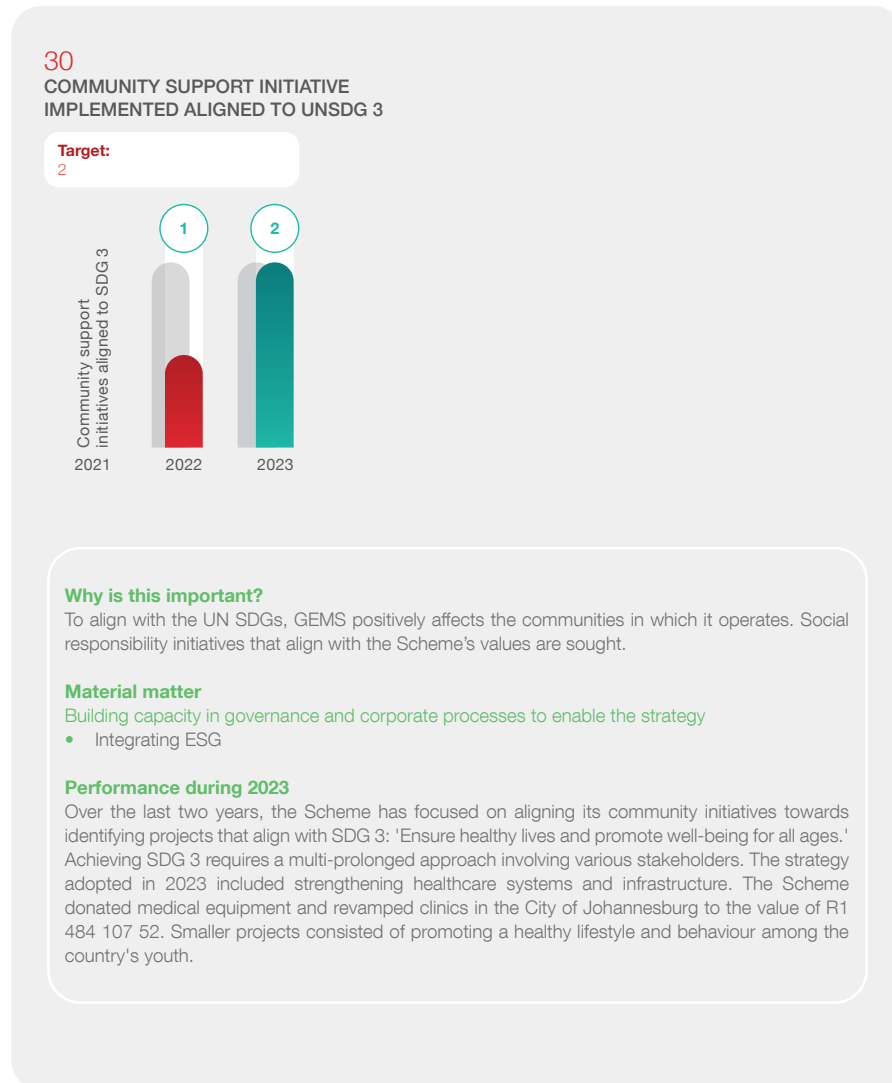 30
COMMUNITY SUPPORT INITIATIVE
IMPLEMENTED ALIGNED TO UNSDG 3
Target:
2
1
2
Community support
initiatives aligned to SDG 3
2021
2022
2023
Why is this important?
To align with the UN SDGs, GEMS positively affects the communities in which it operates. Social
responsibility initiatives that align with the Scheme’s values are sought.
Material matter
Building capacity in governance and corporate processes to enable the strategy
• Integrating ESG
Performance during 2023
Over the last two years, the Scheme has focused on aligning its community initiatives towards
identifying projects that align with SDG 3: 'Ensure healthy lives and promote well-being for all ages.'
Achieving SDG 3 requires a multi-prolonged approach involving various stakeholders. The strategy
adopted in 2023 included strengthening healthcare systems and infrastructure. The Scheme
donated medical equipment and revamped clinics in the City of Johannesburg to the value of R1
484 107 52. Smaller projects consisted of promoting a healthy lifestyle and behaviour among the
country's youth.